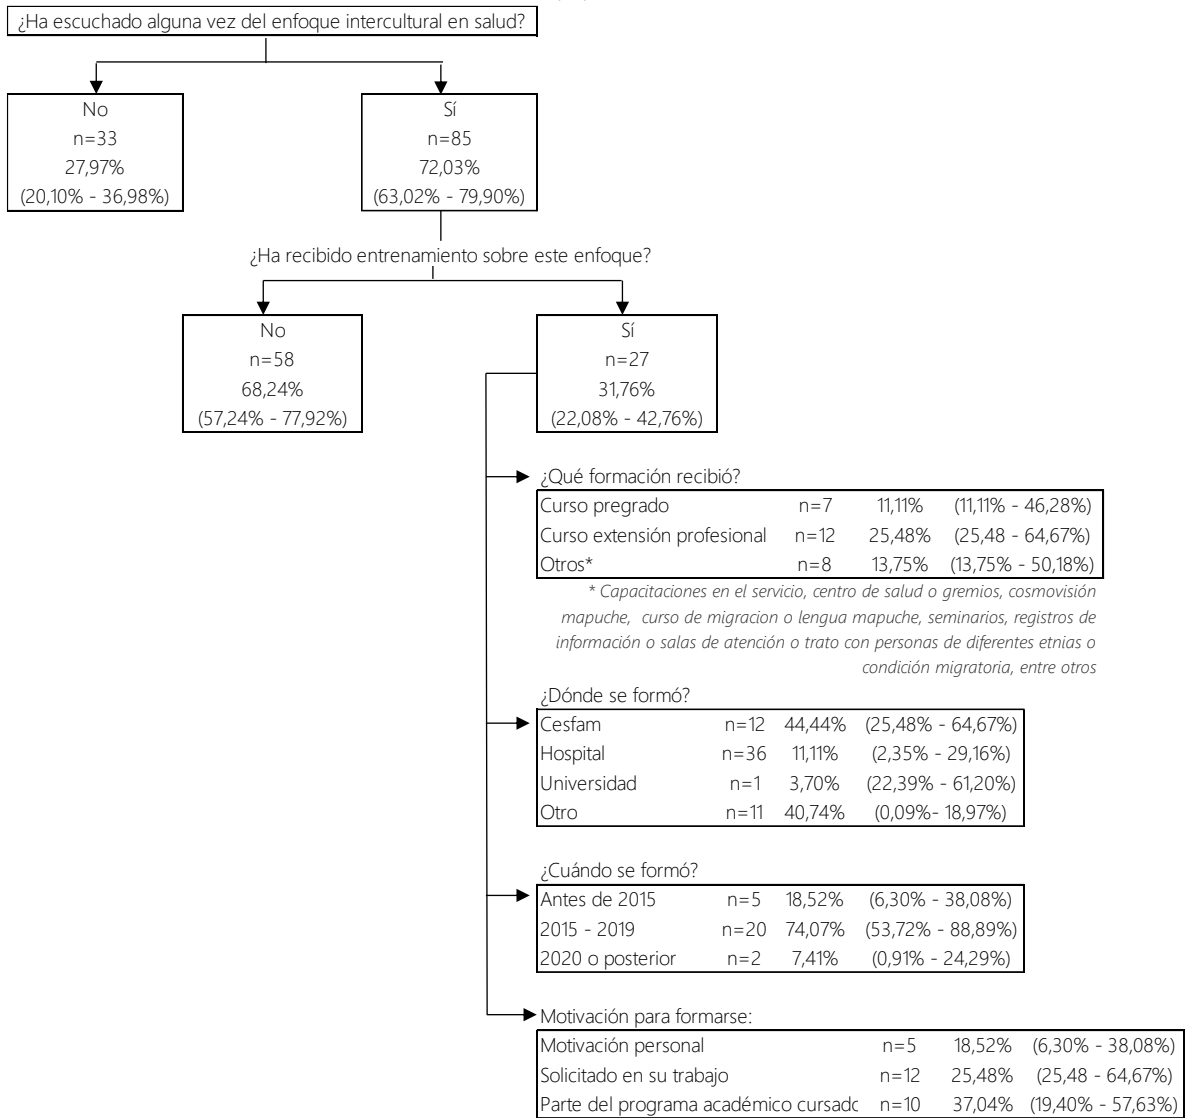 ¿Ha escuchado alguna vez del enfoque intercultural en salud?
No
n=33
27,97%
(20,10% - 36,98%)
Sí
n=85
72,03%
(63,02% - 79,90%)
¿Ha recibido entrenamiento sobre este enfoque?
No
n=58
68,24%
(57,24% - 77,92%)
Sí
n=27
31,76%
(22,08% - 42,76%)
¿Qué formación recibió?
Curso pregrado n=7 11,11% (11,11% - 46,28%)
Curso extensión profesional n=12 25,48% (25,48 - 64,67%)
Otros* n=8 13,75% (13,75% - 50,18%)
* Capacitaciones en el servicio, centro de salud o gremios, cosmovisión
mapuche, curso de migracion o lengua mapuche, seminarios, registros de
información o salas de atención o trato con personas de diferentes etnias o
condición migratoria, entre otros
¿Dónde se formó?
Cesfam n=12 44,44% (25,48% - 64,67%)
Hospital n=36 11,11% (2,35% - 29,16%)
Universidad n=1 3,70% (22,39% - 61,20%)
Otro n=11 40,74% (0,09%- 18,97%)
¿Cuándo se formó?
Antes de 2015 n=5 18,52% (6,30% - 38,08%)
2015 - 2019 n=20 74,07% (53,72% - 88,89%)
2020 o posterior n=2 7,41% (0,91% - 24,29%)
Motivación para formarse:
Motivación personal n=5 18,52% (6,30% - 38,08%)
Solicitado en su trabajo n=12 25,48% (25,48 - 64,67%)
Parte del programa académico cursadc n=10 37,04% (19,40% - 57,63%)